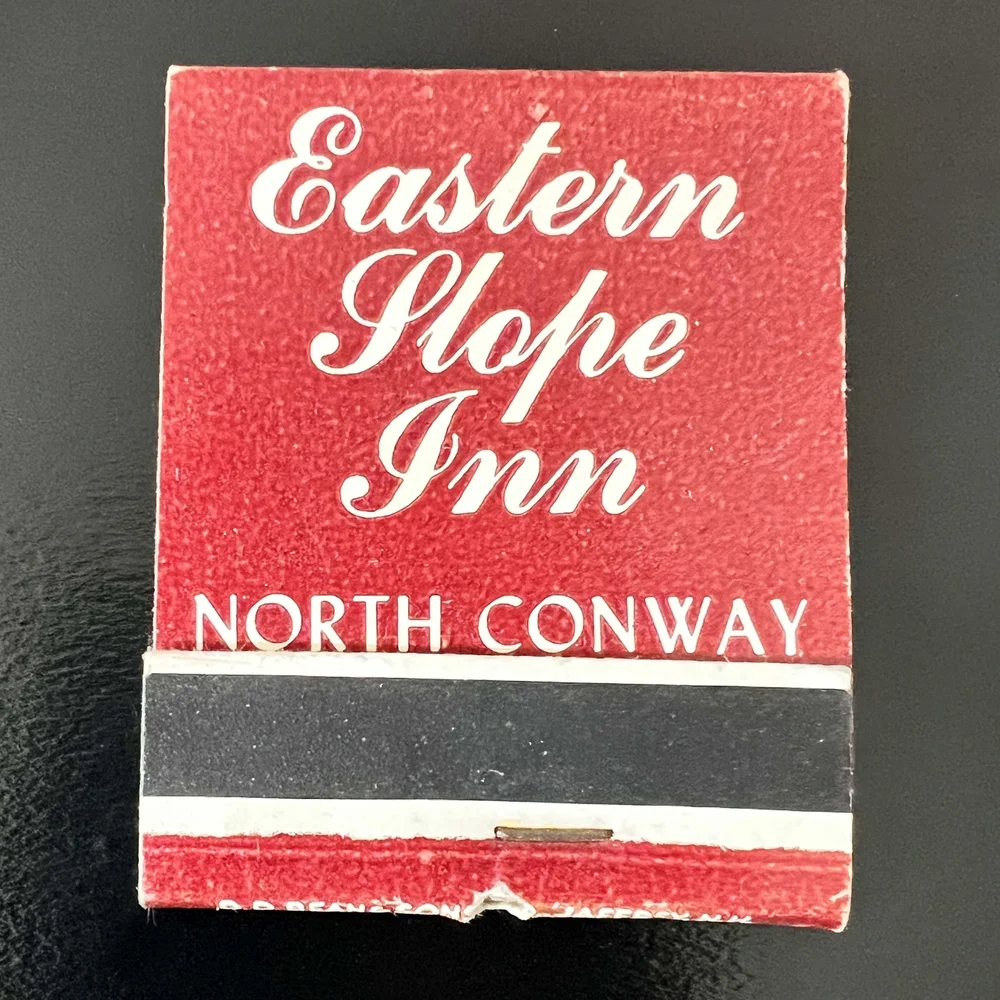 Eastern
Slope
Inn
NORTH CONWAY